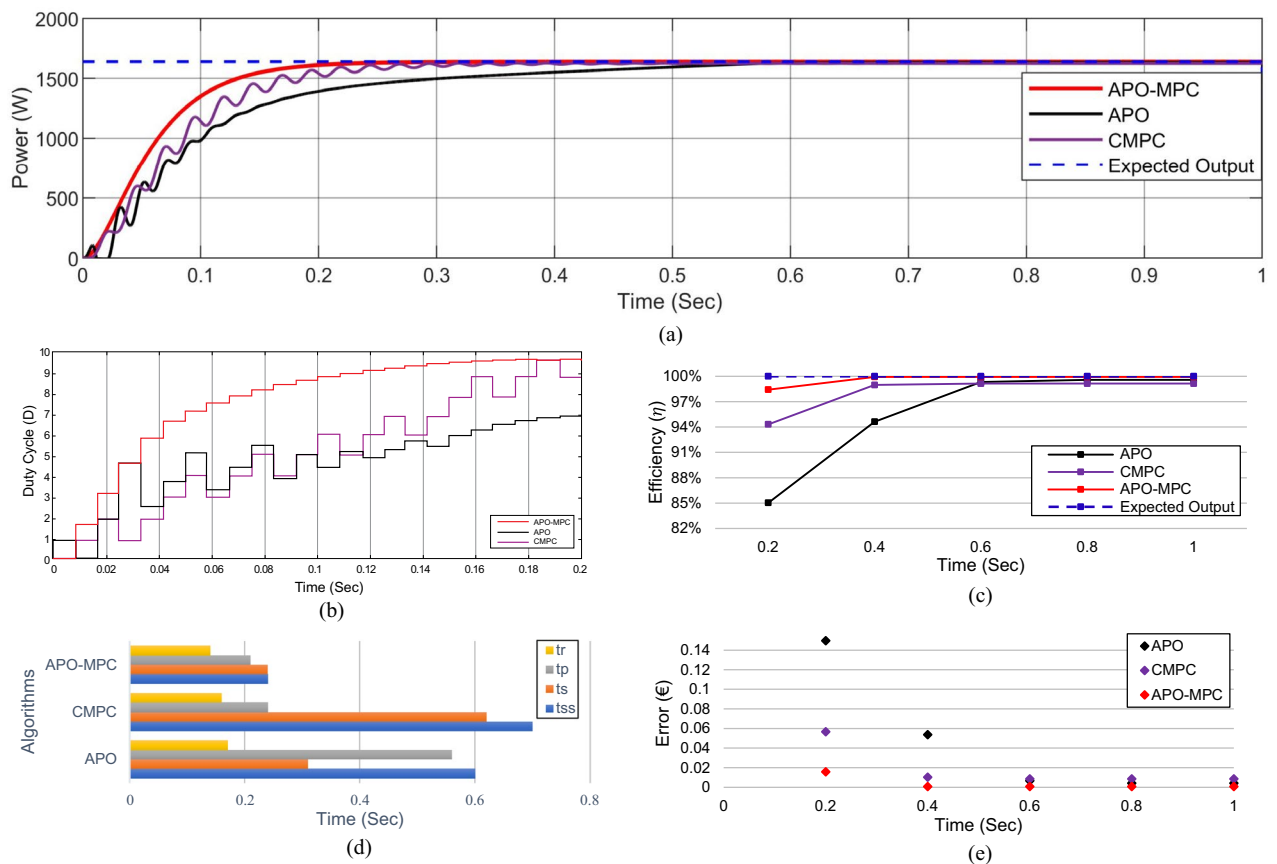 2000
1500
1000
500
0
Power (W)
0 0.1 0.2 0.3 0.4 0.5 0.6 0.7 0.8 0.9 1
Time (Sec)
APO-MPC
APO
CMPC
Expected Output
(a)
10
9
8
7
6
5
4
3
2
1
0
Duty Cycle (D)
0 0.02 0.04 0.06 0.08 0.1 0.12 0.14 0.16 0.18 0.2
Time (Sec)
APO-MPC
APO
CMPC
(b)
100%
97%
94%
91%
88%
85%
82%
Efficiency (η)
0.2 0.4 0.6 0.8 1
Time (Sec)
APO
CMPC
APO-MPC
Expected Output
(c)
Algorithms
APO-MPC
CMPC
APO
tr
tp
ts
tss
0 0.2 0.4 0.6 0.8
Time (Sec)
(d)
0.14
0.12
0.1
0.08
0.06
0.04
0.02
0
Error (€)
0 0.2 0.4 0.6 0.8 1
Time (Sec)
APO
CMPC
APO-MPC
(e)